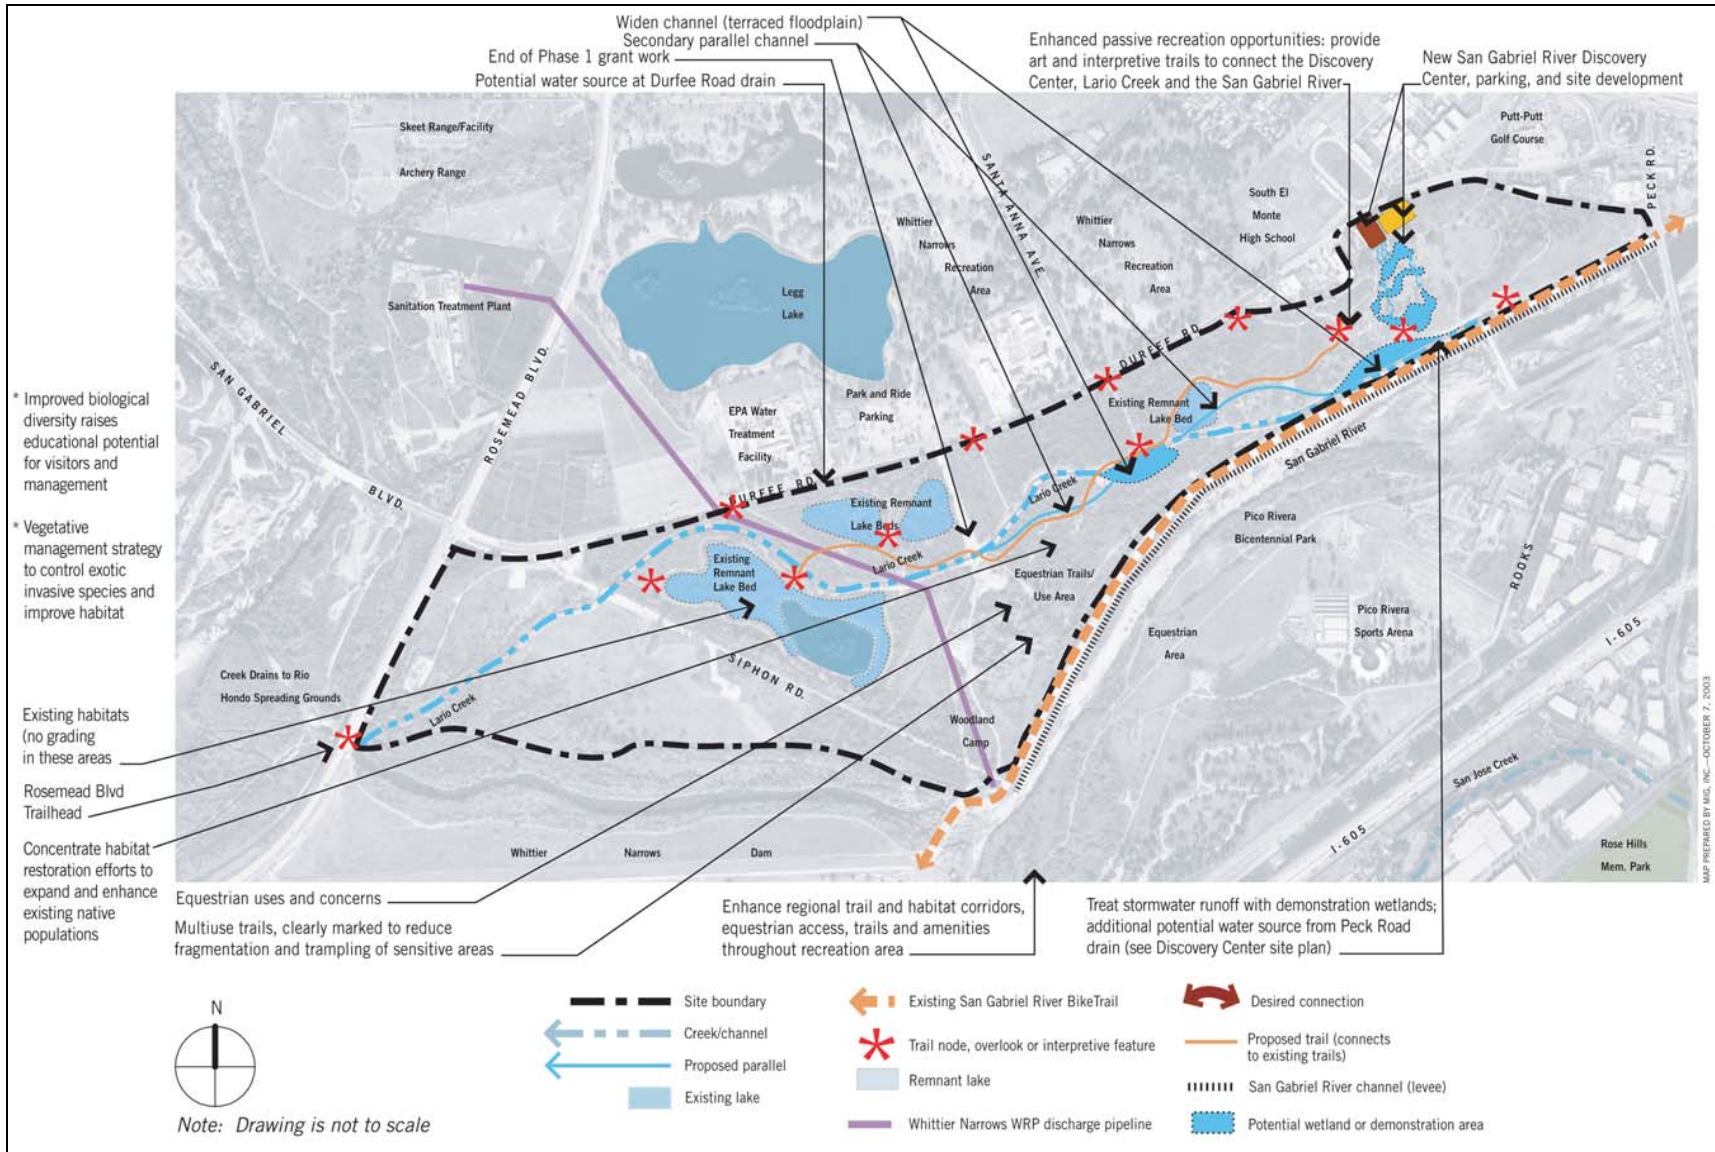 Widen channel (terraced floodplain)
Secondary parallel channel
End of Phase 1 grant work
Potential water source at Durfee Road drain
Enhanced passive recreation opportunities: provide
art and interpretive trails to connect the Discovery
Center, Lario Creek and the San Gabriel River
New San Gabriel River Discovery
Center, parking, and site development
Skeet Range/Facility
Archery Range
Putt-Putt
Golf Course
PECK RD.
SANTA ANNA AVE.
South El
Monte
High School
Whittier
Narrows
Recreation
Area
Whittier
Narrows
Recreation
Area
Legg
Lake
Sanitation Treatment Plant
SAN GABRIEL
BLVD.
ROSEMEAD BLVD.
DURFEE RD
Park and Ride
Parking
EPA Water
Treatment
Facility
Existing Remnant
Lake Bed
San Gabriel River
* Improved biological
diversity raises
educational potential
for visitors and
management
DURFEE RD.
Existing Remnant
Lake Beds
Lario Creek
Lario Creek
Pico Rivera
Bicentennial Park
* Vegetative
management strategy
to control exotic
invasive species and
improve habitat
Existing
Remnant
Lake Bed
Equestrian Trails/
Use Area
ROOKS
Pico Rivera
Sports Arena
I-605
Equestrian
Area
SIPHON RD.
Creek Drains to Rio
Hondo Spreading Grounds
Lario Creek
Woodland
Camp
San Jose Creek
Existing habitats
(no grading
in these areas
Rosemead Blvd
Trailhead
I-605
Concentrate habitat
restoration efforts to
expand and enhance
existing native
populations
Whittier Narrows Dam
Rose Hills
Mem. Park
MAP PREPARED BY MIG, INC.—OCTOBER 7, 2003
Equestrian uses and concerns
Multiuse trails, clearly marked to reduce
fragmentation and trampling of sensitive areas
Enhance regional trail and habitat corridors,
equestrian access, trails and amenities
throughout recreation area
Treat stormwater runoff with demonstration wetlands;
additional potential water source from Peck Road
drain (see Discovery Center site plan)
N
Note: Drawing is not to scale
Site boundary
Creek/channel
Proposed parallel
Existing lake
Existing San Gabriel River BikeTrail
Trail node, overlook or interpretive feature
Remnant lake
Whittier Narrows WRP discharge pipeline
Desired connection
Proposed trail (connects
to existing trails)
San Gabriel River channel (levee)
Potential wetland or demonstration area